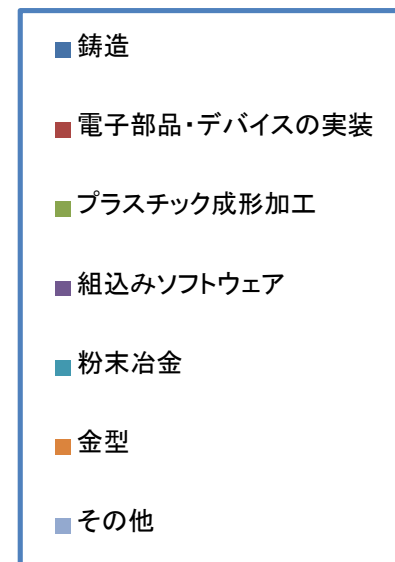 鋳造
電子部品・デバイスの実装
プラスチック成形加工
組込みソフトウェア
粉末冶金
金型
その他